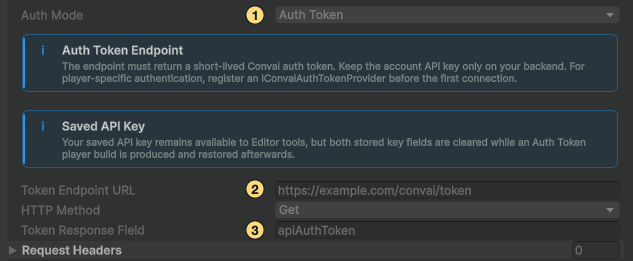 Auth Mode 1 Auth Token
i Auth Token Endpoint
The endpoint must return a short-lived Convai auth token. Keep the account API key only on your backend. For
player-specific authentication, register an IConvaiAuthTokenProvider before the first connection.
i Saved API Key
Your saved API key remains available to Editor tools, but both stored key fields are cleared while an Auth Token
player build is produced and restored afterwards.
Token Endpoint URL 2 https://example.com/convai/token
HTTP Method Get
Token Response Field 3 apiAuthToken
Request Headers 0